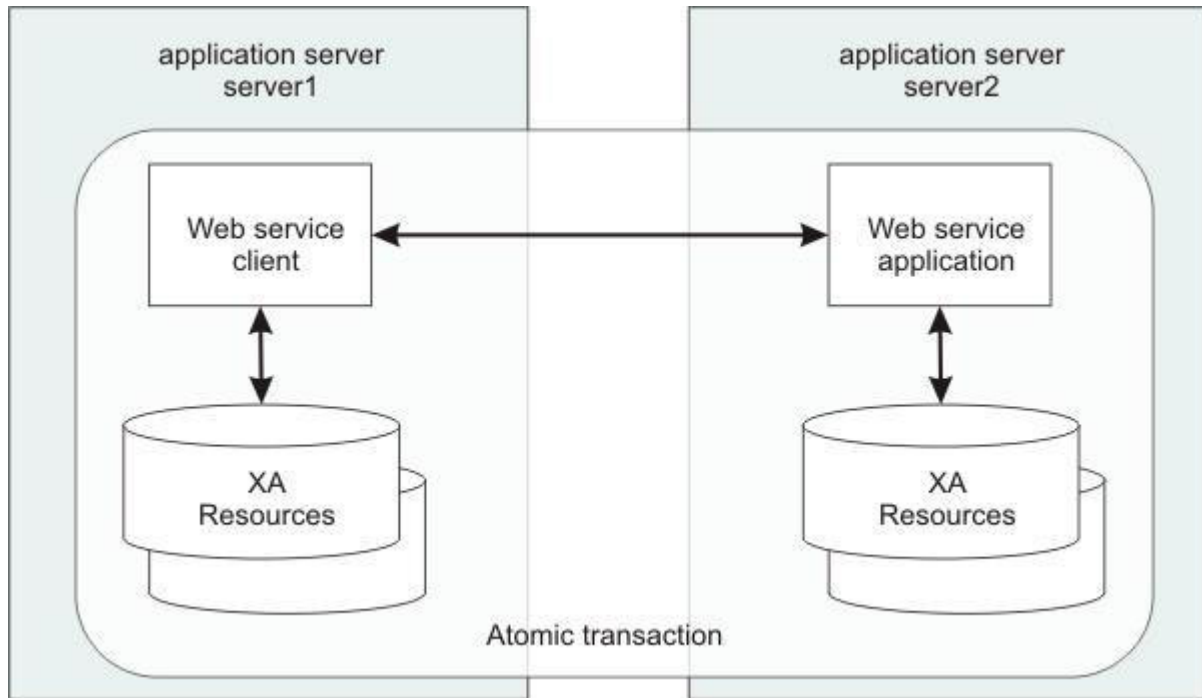 application server
server1
application server
server2
Web service
client
Web service
application
XA
Resources
XA
Resources
Atomic transaction